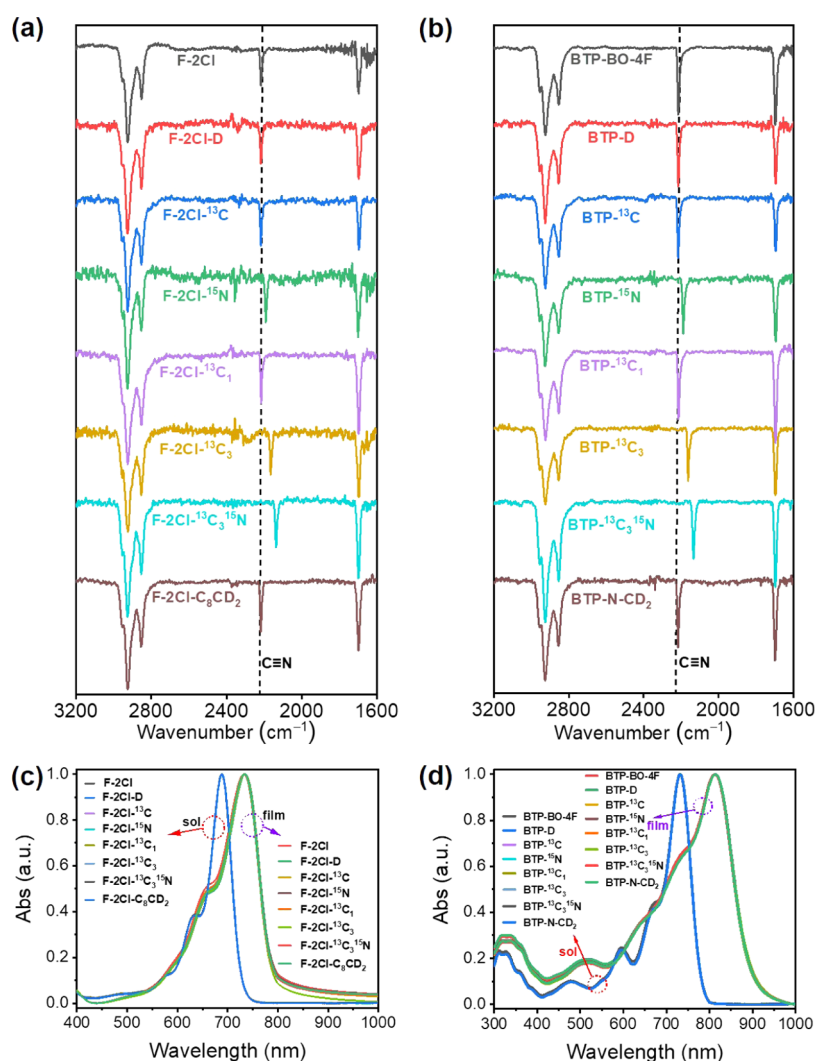 (a)
F-2Cl
F-2Cl-D
F-2Cl-¹³C
F-2Cl-¹⁵N
F-2Cl-¹³C₁
F-2Cl-¹³C₃
F-2Cl-¹³C₃¹⁵N
F-2Cl-C₈CD₂
C≡N
3200 2800 2400 2000 1600
Wavenumber (cm⁻¹)
(b)
BTP-BO-4F
BTP-D
BTP-¹³C
BTP-¹⁵N
BTP-¹³C₁
BTP-¹³C₃
BTP-¹³C₃¹⁵N
BTP-N-CD₂
C≡N
3200 2800 2400 2000 1600
Wavenumber (cm⁻¹)
(c)
Abs (a.u.)
1.0
0.8
0.6
0.4
0.2
0.0
F-2Cl
F-2Cl-D
F-2Cl-¹³C
F-2Cl-¹⁵N
F-2Cl-¹³C₁
F-2Cl-¹³C₃
F-2Cl-¹³C₃¹⁵N
F-2Cl-C₈CD₂
sol
film
F-2Cl
F-2Cl-D
F-2Cl-¹³C
F-2Cl-¹⁵N
F-2Cl-¹³C₁
F-2Cl-¹³C₃
F-2Cl-¹³C₃¹⁵N
F-2Cl-C₈CD₂
400 500 600 700 800 900 1000
Wavelength (nm)
(d)
Abs (a.u.)
1.0
0.8
0.6
0.4
0.2
0.0
BTP-BO-4F
BTP-D
BTP-¹³C
BTP-¹⁵N
BTP-¹³C₁
BTP-¹³C₃
BTP-¹³C₃¹⁵N
BTP-N-CD₂
sol
film
BTP-BO-4F
BTP-D
BTP-¹³C
BTP-¹⁵N
BTP-¹³C₁
BTP-¹³C₃
BTP-¹³C₃¹⁵N
BTP-N-CD₂
300 400 500 600 700 800 900 1000
Wavelength (nm)